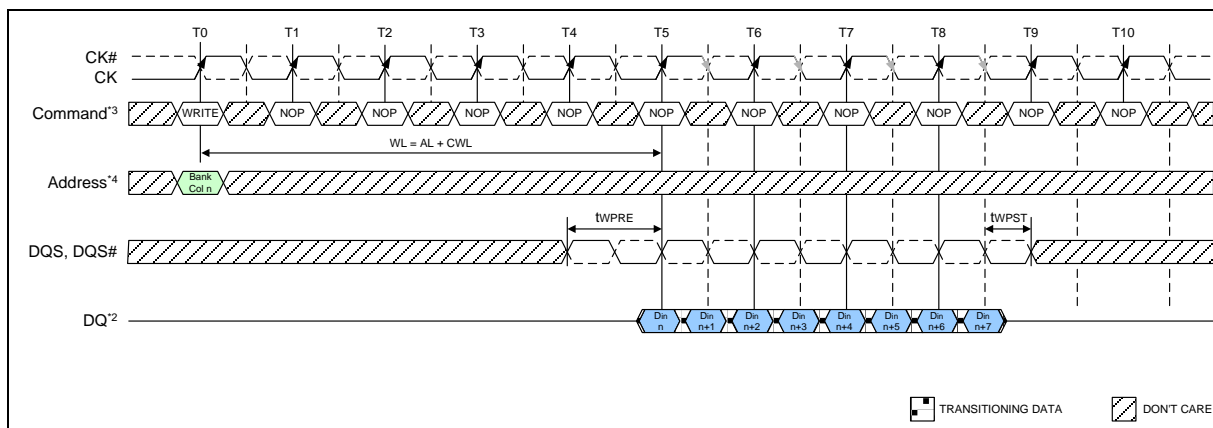 T0 T1 T2 T3 T4 T5 T6 T7 T8 T9 T10
CK#
CK
Command*3 WRITE NOP NOP NOP NOP NOP NOP NOP NOP NOP NOP
WL = AL + CWL
Address*4 Bank
Col n
tWPRE tWPST
DQS, DQS#
DQ*2 Din Din Din Din Din Din Din Din
n n+1 n+2 n+3 n+4 n+5 n+6 n+7
TRANSITIONING DATA DON'T CARE